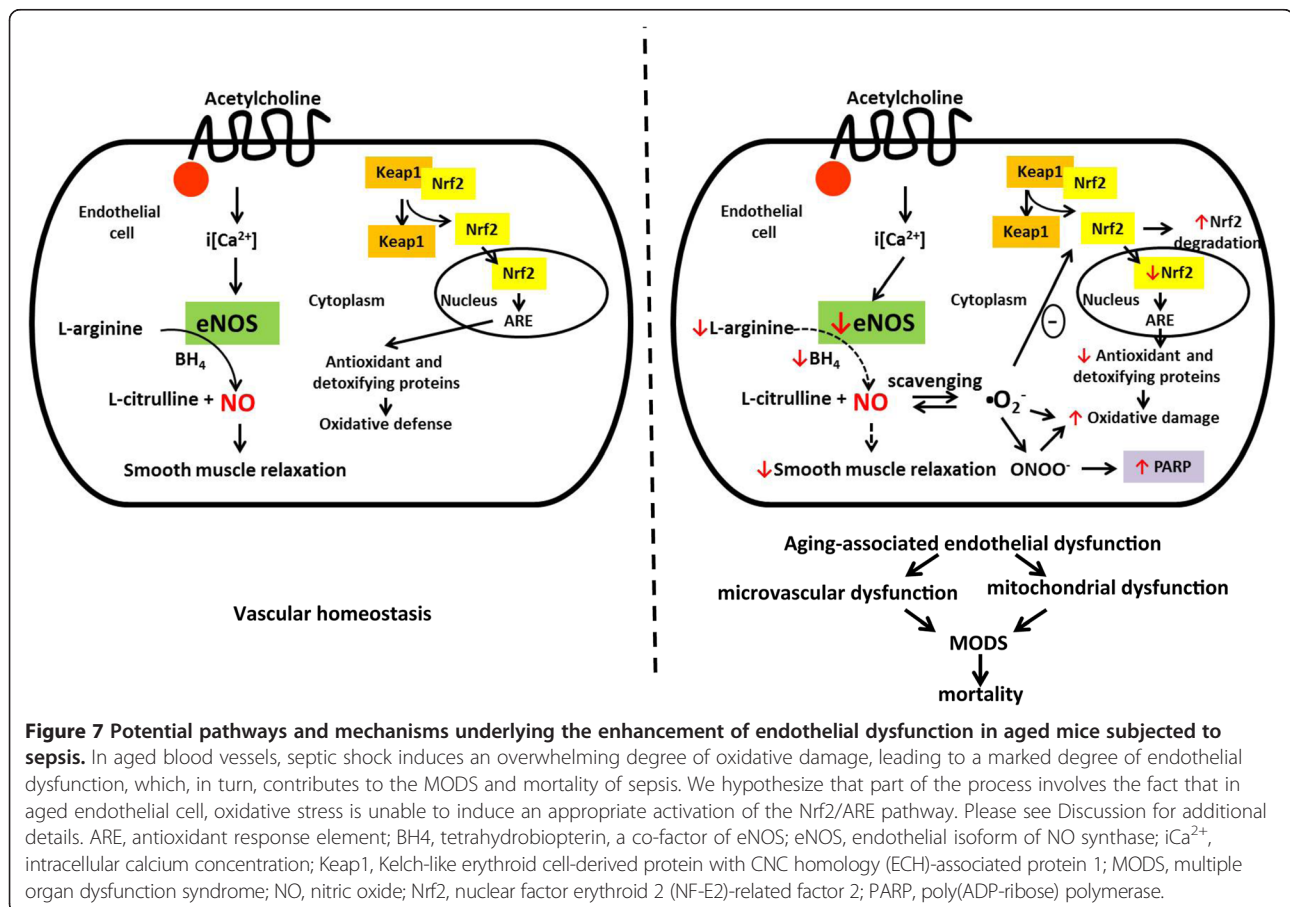 Acetylcholine
Keap1
Nrf2
Endothelial
cell
i[Ca²⁺]
Keap1
Nrf2
Nrf2
Cytoplasm
Nucleus
ARE
eNOS
L-arginine
BH₄
Antioxidant and
detoxifying proteins
L-citrulline + NO
Oxidative defense
Smooth muscle relaxation
Vascular homeostasis
Acetylcholine
Keap1
Nrf2
Endothelial
cell
i[Ca²⁺]
Keap1
Nrf2
↑Nrf2
degradation
↓Nrf2
Cytoplasm
Nucleus
ARE
↓eNOS
↓L-arginine
↓BH₄
−
↓ Antioxidant and
detoxifying proteins
L-citrulline + NO
scavenging
•O₂⁻
↑ Oxidative damage
↓Smooth muscle relaxation
ONOO⁻
↑ PARP
Aging-associated endothelial dysfunction
microvascular dysfunction
mitochondrial dysfunction
MODS
mortality
Figure 7 Potential pathways and mechanisms underlying the enhancement of endothelial dysfunction in aged mice subjected to
sepsis. In aged blood vessels, septic shock induces an overwhelming degree of oxidative damage, leading to a marked degree of endothelial
dysfunction, which, in turn, contributes to the MODS and mortality of sepsis. We hypothesize that part of the process involves the fact that in
aged endothelial cell, oxidative stress is unable to induce an appropriate activation of the Nrf2/ARE pathway. Please see Discussion for additional
details. ARE, antioxidant response element; BH4, tetrahydrobiopterin, a co-factor of eNOS; eNOS, endothelial isoform of NO synthase; iCa²⁺,
intracellular calcium concentration; Keap1, Kelch-like erythroid cell-derived protein with CNC homology (ECH)-associated protein 1; MODS, multiple
organ dysfunction syndrome; NO, nitric oxide; Nrf2, nuclear factor erythroid 2 (NF-E2)-related factor 2; PARP, poly(ADP-ribose) polymerase.